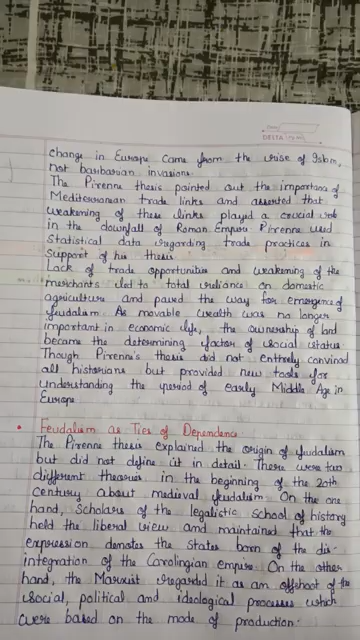 DELTA
change in Europe came from the rise of Islam,
not barbarian invasions.
The Pirenne thesis pointed out the importance of
Mediterranean trade links and asserted that
weakening of these links played a crucial role
in the downfall of Roman Empire. Pirenne used
Statistical data regarding trade practices in
support of his thesis.
Lack of trade opportunities and weakening of the
merchants led to total reliance on domestic
agriculture and paved the way for emergence of
feudalism. As movable wealth was no longer
important in economic life, the ownership of land
became the determining factor of social status
Though Pirenne's thesis did not entirely convinced
all historians but provided new tools for
understanding the period of early Middle Age in
Europe
• Feudalism as Ties of Dependence
The Pirenne thesis explained the origin of feudalism
but did not define it in detail. There were two
different theories in the beginning of the 20th
century about medieval feudalism. On the one
hand, scholars of the legalistic school of history
held the liberal view and maintained that the
expression denotes the States born of the dis-
integration of the Carolingian empire. On the other
hand, the Marxist regarded it as an offshoot of the
social, political and ideological processes which
were based on the mode of production.